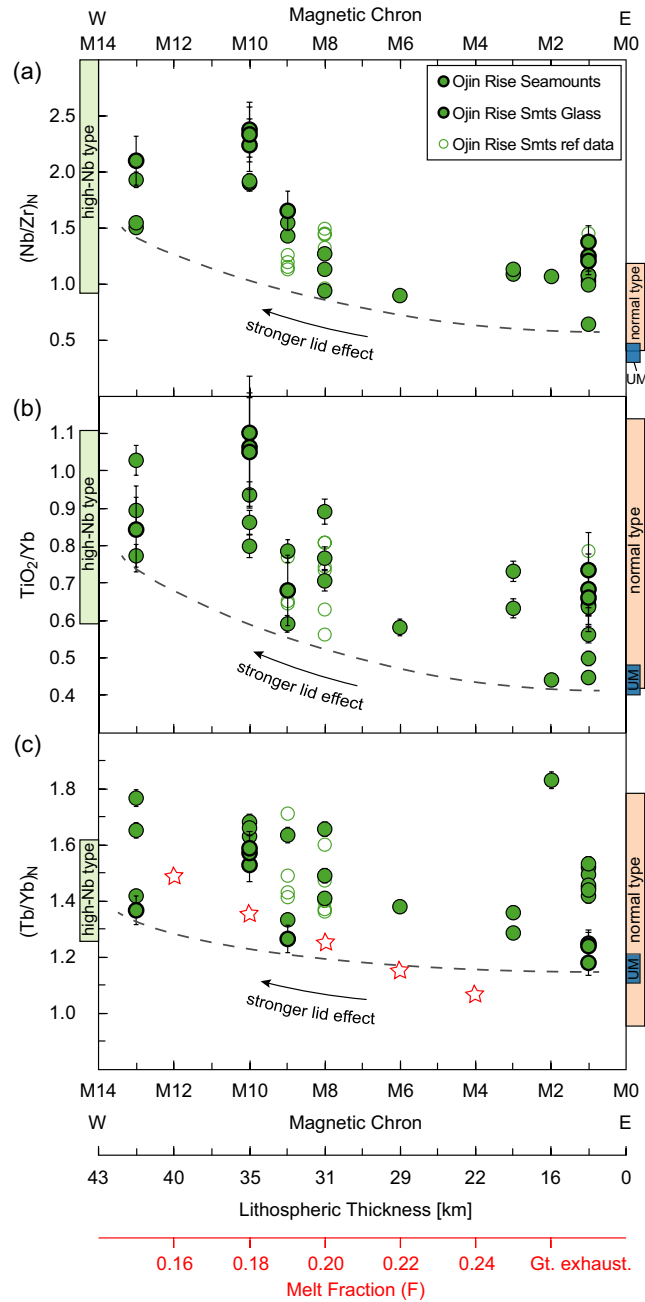 W Magnetic Chron E
M14 M12 M10 M8 M6 M4 M2 M0
(a)
Ojin Rise Seamounts
Ojin Rise Smts Glass
Ojin Rise Smts ref data
2.5
2.0
1.5
1.0
0.5
(Nb/Zr)N
high-Nb type
stronger lid effect
normal type
UM
(b)
1.1
1.0
0.9
0.8
0.7
0.6
0.5
0.4
TiO2/Yb
high-Nb type
stronger lid effect
normal type
UM
(c)
1.8
1.6
1.4
1.2
1.0
(Tb/Yb)N
high-Nb type
stronger lid effect
normal type
UM
M14 M12 M10 M8 M6 M4 M2 M0
W Magnetic Chron E
43 40 35 31 29 22 16 0
Lithospheric Thickness [km]
0.16 0.18 0.20 0.22 0.24 Gt. exhaust.
Melt Fraction (F)